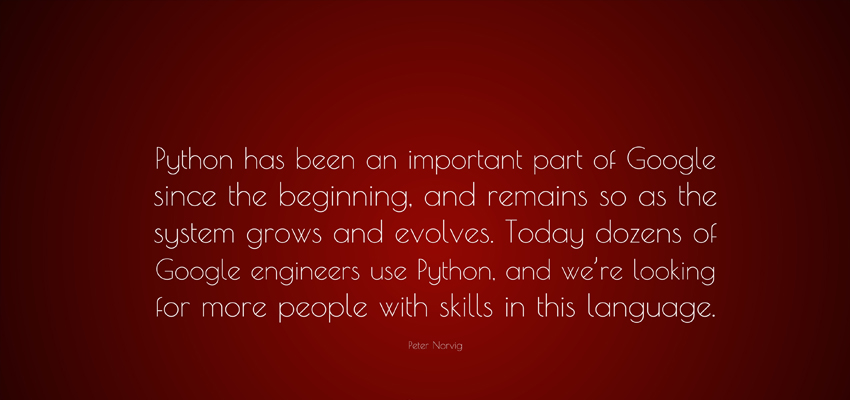 Python has been an important part of Google
since the beginning, and remains so as the
system grows and evolves. Today dozens of
Google engineers use Python, and we're looking
for more people with skills in this language.
Peter Norvig